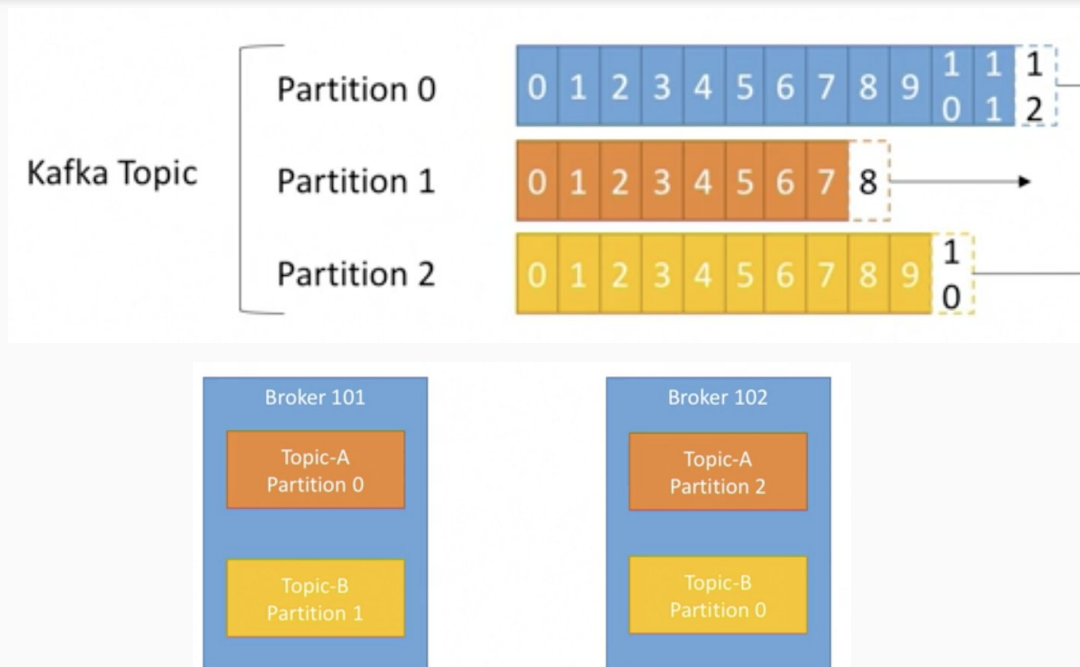 Kafka Topic
Partition 0
0 1 2 3 4 5 6 7 8 9 10 11 12
Partition 1
0 1 2 3 4 5 6 7 8
Partition 2
0 1 2 3 4 5 6 7 8 9 10
Broker 101
Topic-A
Partition 0
Topic-B
Partition 1
Broker 102
Topic-A
Partition 2
Topic-B
Partition 0